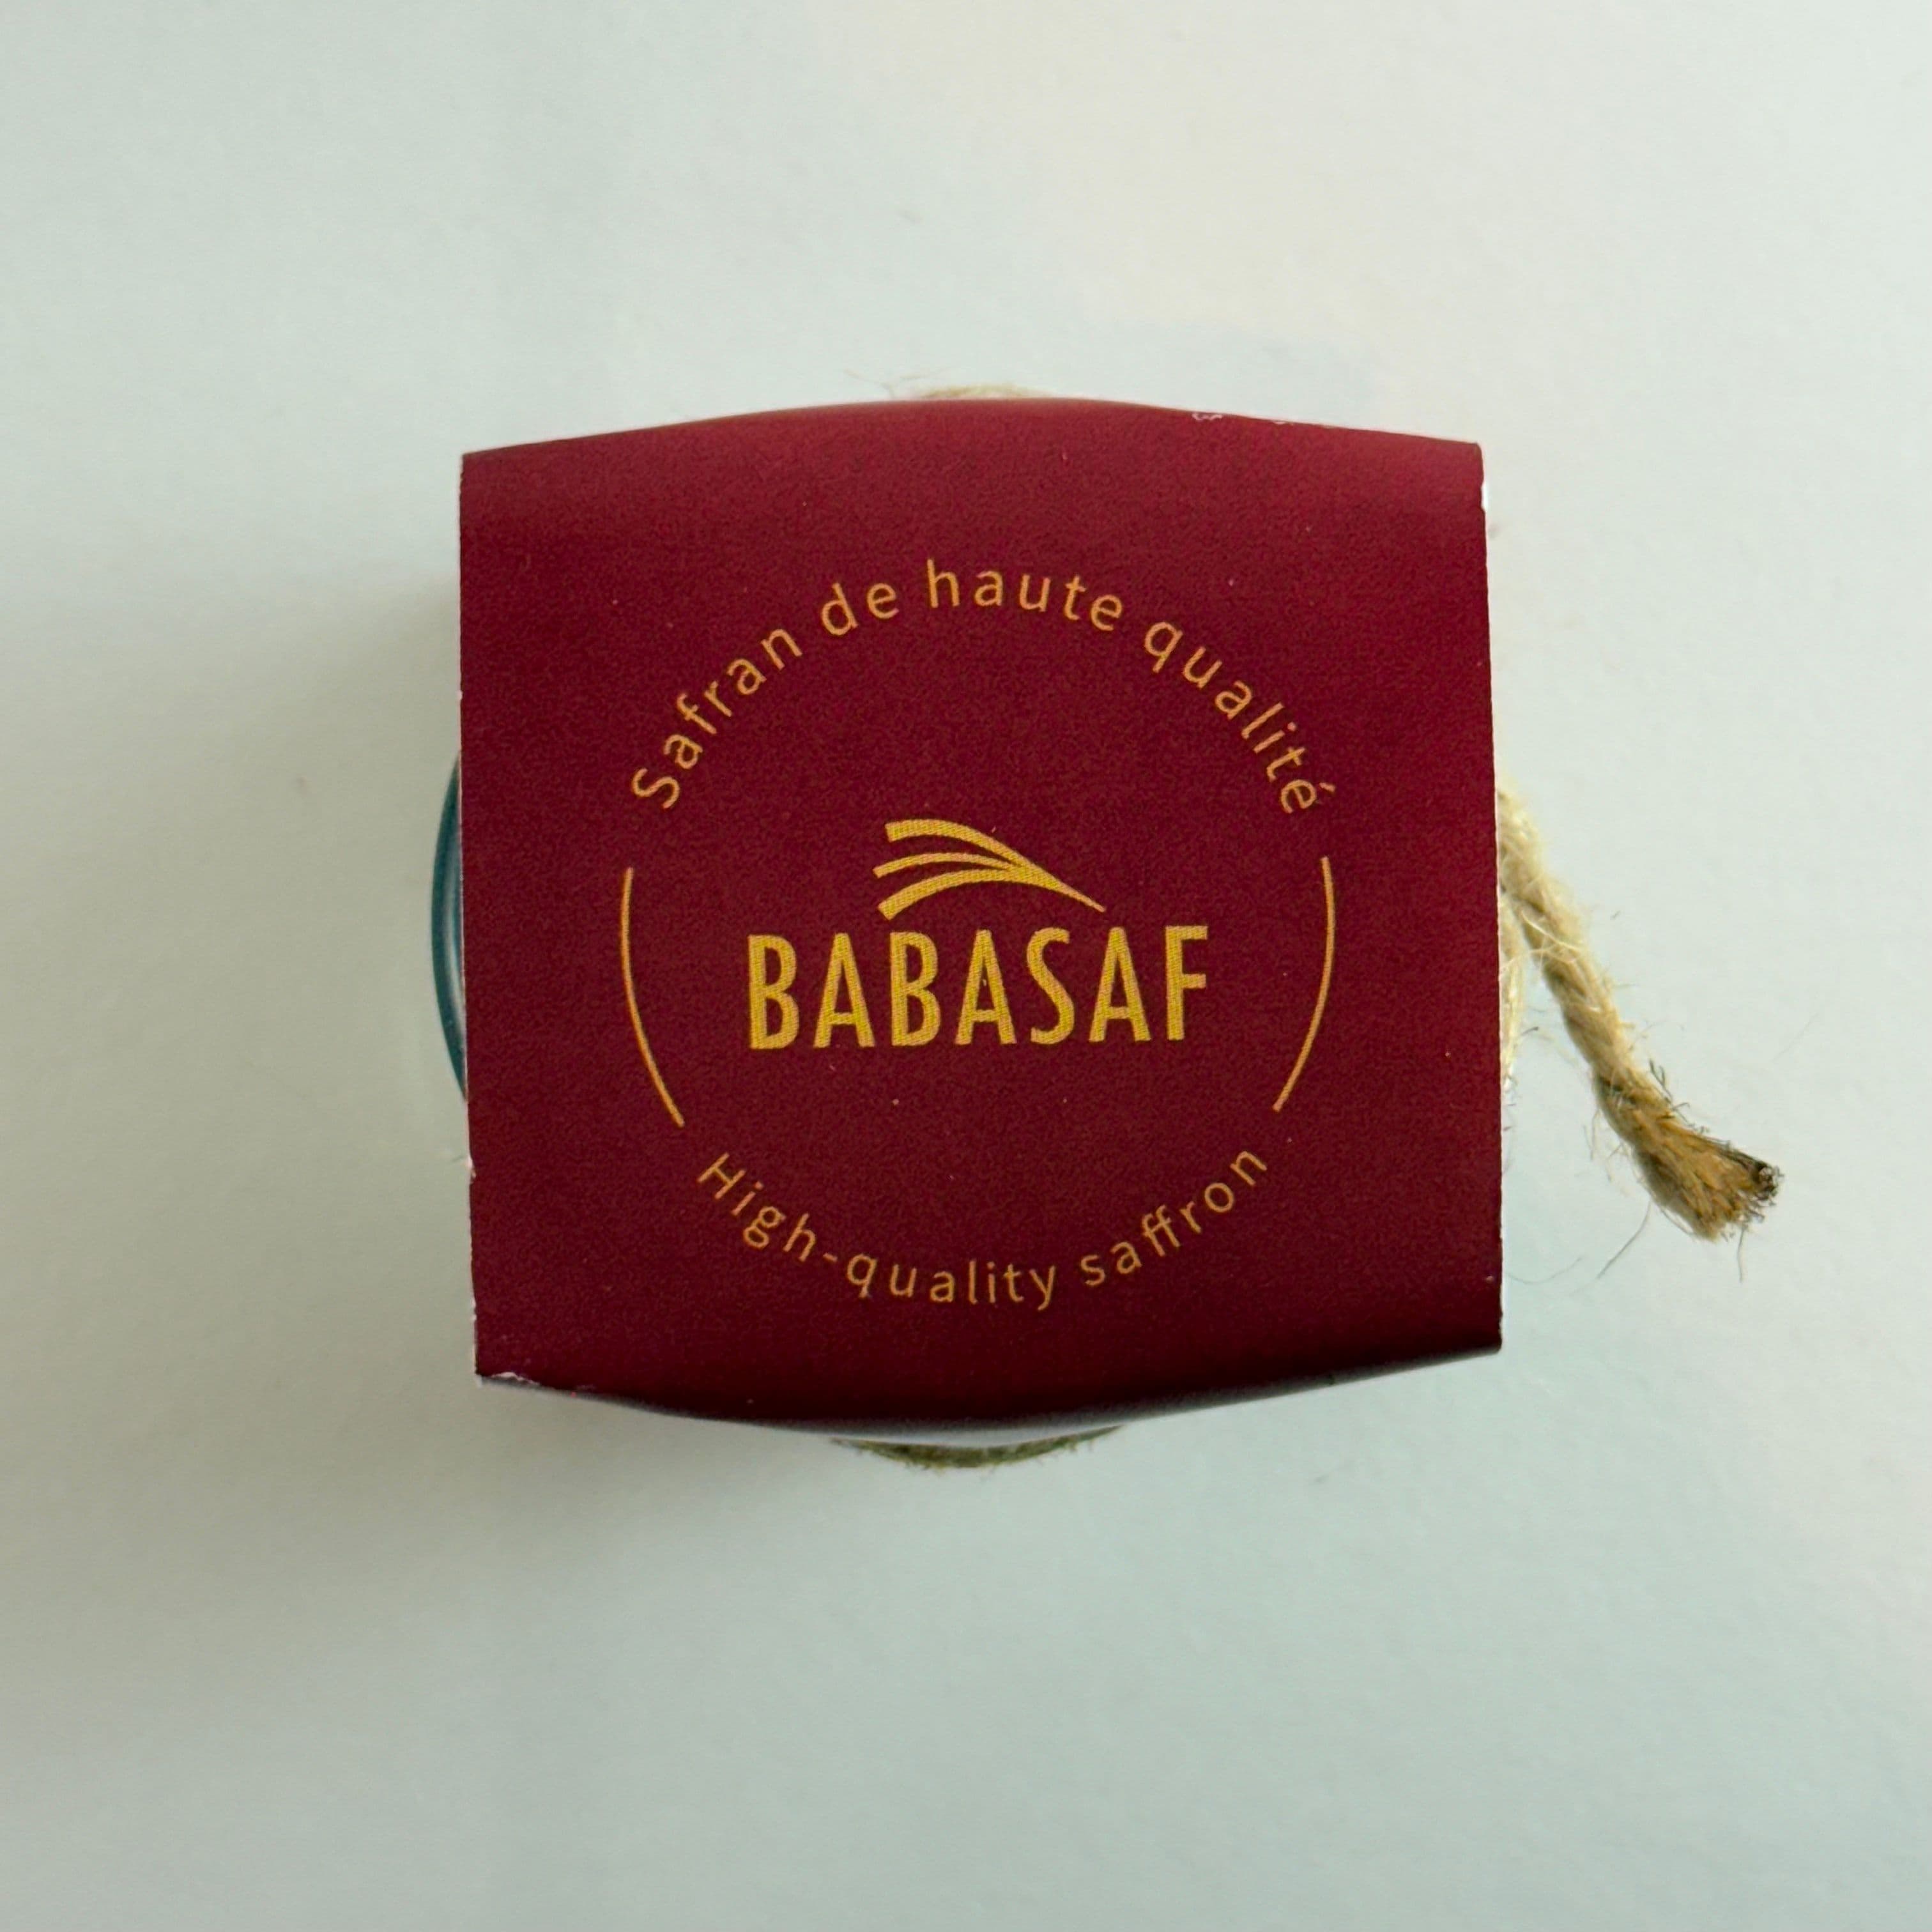 Safran de haute qualité
BABASAF
High-quality saffron